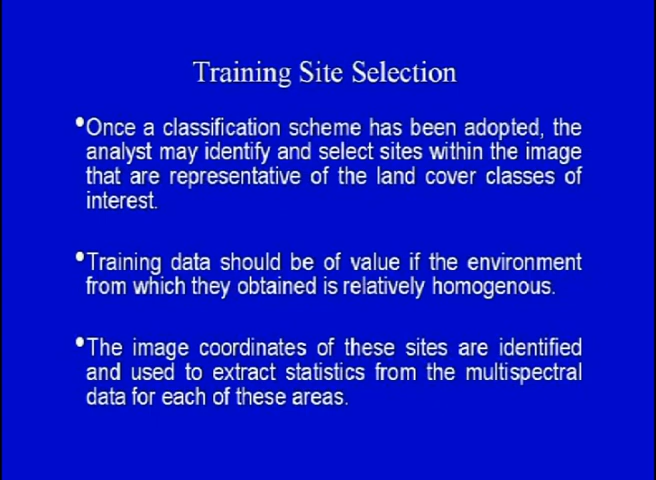 Training Site Selection
•Once a classification scheme has been adopted, the
analyst may identify and select sites within the image
that are representative of the land cover classes of
interest.
•Training data should be of value if the environment
from which they obtained is relatively homogenous.
•The image coordinates of these sites are identified
and used to extract statistics from the multispectral
data for each of these areas.